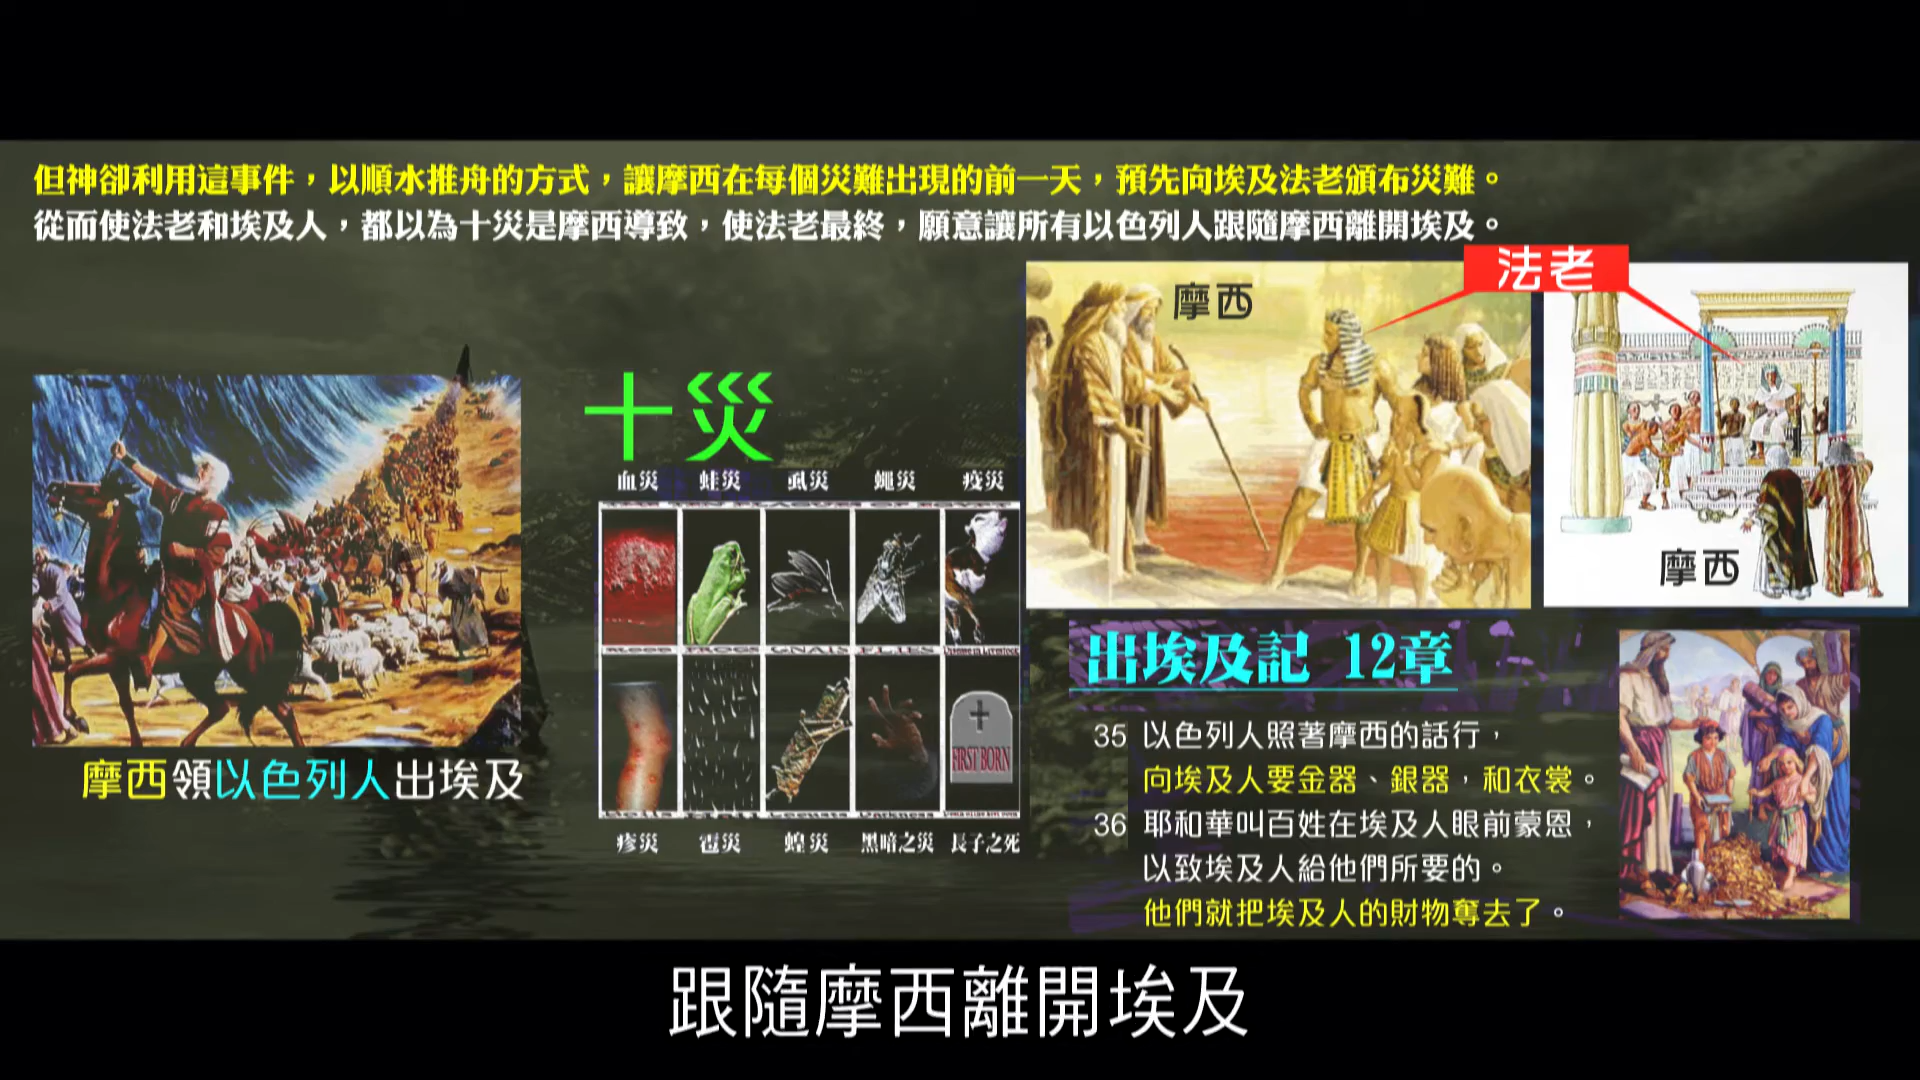 但神卻利用這事件，以順水推舟的方式，讓摩西在每個災難出現的前一天，預先向埃及法老頒布災難。
從而使法老和埃及人，都以為十災是摩西導致，使法老最終，願意讓所有以色列人跟隨摩西離開埃及。
法老
摩西
摩西
十災
血災 蛙災 虱災 蠅災 疫災
BLOOD FROGS GNATS FLIES
FIRST BORN
疹災 雹災 蝗災 黑暗之災 長子之死
摩西領以色列人出埃及
出埃及記 12章
35 以色列人照著摩西的話行，
向埃及人要金器、銀器，和衣裳。
36 耶和華叫百姓在埃及人眼前蒙恩，
以致埃及人給他們所要的。
他們就把埃及人的財物奪去了。
跟隨摩西離開埃及